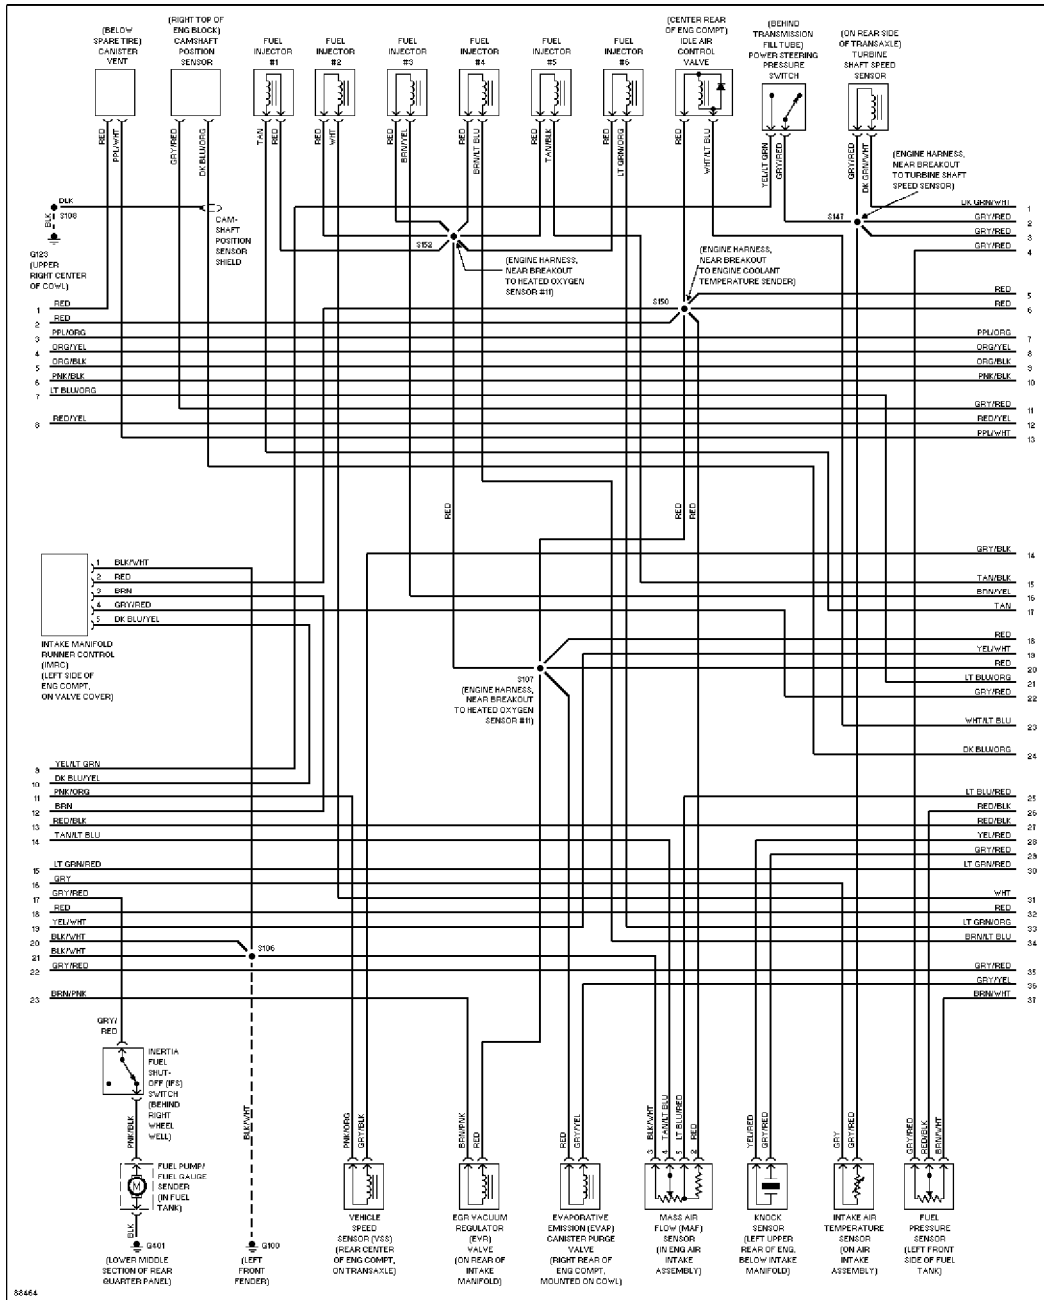 (BELOW
SPARE TIRE)
CANISTER
VENT
(RIGHT TOP OF
ENG BLOCK)
CAMSHAFT
POSITION
SENSOR
FUEL
INJECTOR
#1
FUEL
INJECTOR
#2
FUEL
INJECTOR
#3
FUEL
INJECTOR
#4
FUEL
INJECTOR
#5
FUEL
INJECTOR
#6
(CENTER REAR
OF ENG COMPT)
IDLE AIR
CONTROL
VALVE
(BEHIND
TRANSMISSION
FILL TUBE)
POWER STEERING
PRESSURE
SWITCH
(ON REAR SIDE
OF TRANSAXLE)
TURBINE
SHAFT SPEED
SENSOR
RED
PPL/WHT
GRY/RED
DK BLU/ORG
TAN
RED
RED
WHT
RED
BRN/YEL
RED
BRN/LT BLU
RED
TAN/BLK
RED
LT GRN/ORG
RED
WHT/LT BLU
YEL/LT GRN
GRY/RED
GRY/RED
DK GRN/WHT
(ENGINE HARNESS,
NEAR BREAKOUT
TO TURBINE SHAFT
SPEED SENSOR)
BLK
S108
BLK
G123
(UPPER
RIGHT CENTER
OF COWL)
CAM-
SHAFT
POSITION
SENSOR
SHIELD
S152
(ENGINE HARNESS,
NEAR BREAKOUT
TO HEATED OXYGEN
SENSOR #11)
(ENGINE HARNESS,
NEAR BREAKOUT
TO ENGINE COOLANT
TEMPERATURE SENDER)
S150
S147
DK GRN/WHT 1
GRY/RED 2
GRY/RED 3
GRY/RED 4
RED 5
RED 6
1 RED
2 RED
3 PPL/ORG
PPL/ORG 7
4 ORG/YEL
ORG/YEL 8
5 ORG/BLK
ORG/BLK 9
6 PNK/BLK
PNK/BLK 10
7 LT BLU/ORG
GRY/RED 11
8 RED/YEL
RED/YEL 12
PPL/WHT 13
RED
RED
RED
GRY/BLK 14
1 BLK/WHT
2 RED
3 BRN
4 GRY/RED
5 DK BLU/YEL
INTAKE MANIFOLD
RUNNER CONTROL
(IMRC)
(LEFT SIDE OF
ENG COMPT,
ON VALVE COVER)
TAN/BLK 15
BRN/YEL 16
TAN 17
RED 18
YEL/WHT 19
RED 20
LT BLU/ORG 21
GRY/RED 22
WHT/LT BLU 23
DK BLU/ORG 24
S107
(ENGINE HARNESS,
NEAR BREAKOUT
TO HEATED OXYGEN
SENSOR #11)
9 YEL/LT GRN
10 DK BLU/YEL
11 PNK/ORG
12 BRN
13 RED/BLK
14 TAN/LT BLU
15 LT GRN/RED
16 GRY
17 GRY/RED
18 RED
19 YEL/WHT
20 BLK/WHT
21 BLK/WHT
22 GRY/RED
23 BRN/PNK
S106
LT BLU/RED 25
RED/BLK 26
RED/BLK 27
YEL/RED 28
GRY/RED 29
LT GRN/RED 30
WHT 31
RED 32
LT GRN/ORG 33
BRN/LT BLU 34
GRY/RED 35
GRY/YEL 36
BRN/WHT 37
GRY/
RED
INERTIA
FUEL
SHUT-
OFF (IFS)
SWITCH
(BEHIND
RIGHT
WHEEL
WELL)
PNK/BLK
FUEL PUMP/
FUEL GAUGE
SENDER
(IN FUEL
TANK)
M
BLK
G401
(LOWER MIDDLE
SECTION OF REAR
QUARTER PANEL)
BLK/WHT
G100
(LEFT
FRONT
FENDER)
PNK/ORG
GRY/BLK
VEHICLE
SPEED
SENSOR (VSS)
(REAR CENTER
OF ENG COMPT,
ON TRANSAXLE)
BRN/PNK
RED
EGR VACUUM
REGULATOR
(EVR)
VALVE
(ON REAR OF
INTAKE
MANIFOLD)
RED
GRY/YEL
EVAPORATIVE
EMISSION (EVAP)
CANISTER PURGE
VALVE
(RIGHT REAR OF
ENG COMPT,
MOUNTED ON COWL)
3 BLK/WHT
4 TAN/LT BLU
5 LT BLU/RED
2 RED
MASS AIR
FLOW (MAF)
SENSOR
(IN ENG AIR
INTAKE
ASSEMBLY)
YEL/RED
GRY/RED
KNOCK
SENSOR
(LEFT UPPER
REAR OF ENG,
BELOW INTAKE
MANIFOLD)
GRY
GRY/RED
INTAKE AIR
TEMPERATURE
SENSOR
(ON AIR
INTAKE
ASSEMBLY)
GRY/RED
RED/BLK
BRN/WHT
FUEL
PRESSURE
SENSOR
(LEFT FRONT
SIDE OF FUEL
TANK)
88464